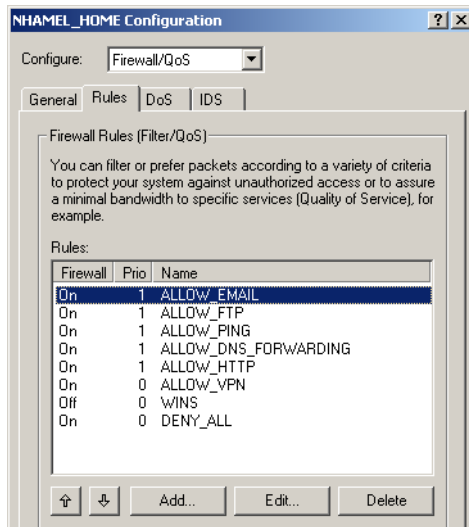 NHAMEL_HOME Configuration
Configure: Firewall/QoS
General Rules DoS IDS
Firewall Rules (Filter/QoS)
You can filter or prefer packets according to a variety of criteria
to protect your system against unauthorized access or to assure
a minimal bandwidth to specific services (Quality of Service), for
example.
Rules:
Firewall Prio Name
On 1 ALLOW_EMAIL
On 1 ALLOW_FTP
On 1 ALLOW_PING
On 1 ALLOW_DNS_FORWARDING
On 1 ALLOW_HTTP
On 0 ALLOW_VPN
Off 0 WINS
On 0 DENY_ALL
Add... Edit... Delete